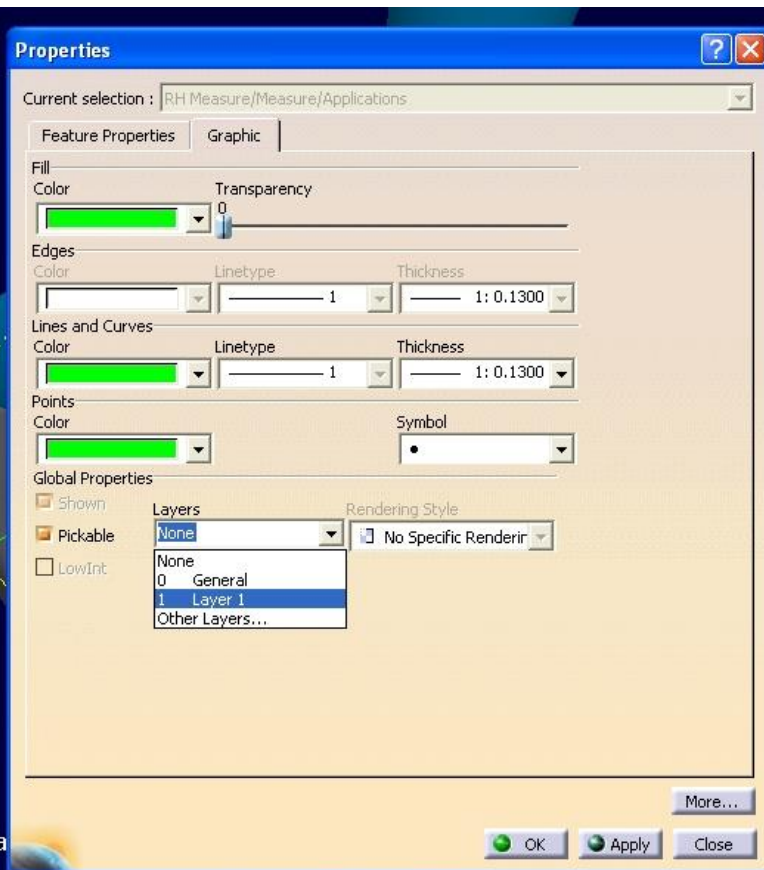 Properties
?
Current selection : RH Measure/Measure/Applications
Feature Properties Graphic
Fill
Color Transparency
0
Edges
Color Linetype Thickness
1 1: 0.1300
Lines and Curves
Color Linetype Thickness
1 1: 0.1300
Points
Color Symbol
Global Properties
Shown Layers Rendering Style
Pickable None No Specific Renderir
LowInt None
0 General
1 Layer 1
Other Layers...
More...
OK Apply Close
a